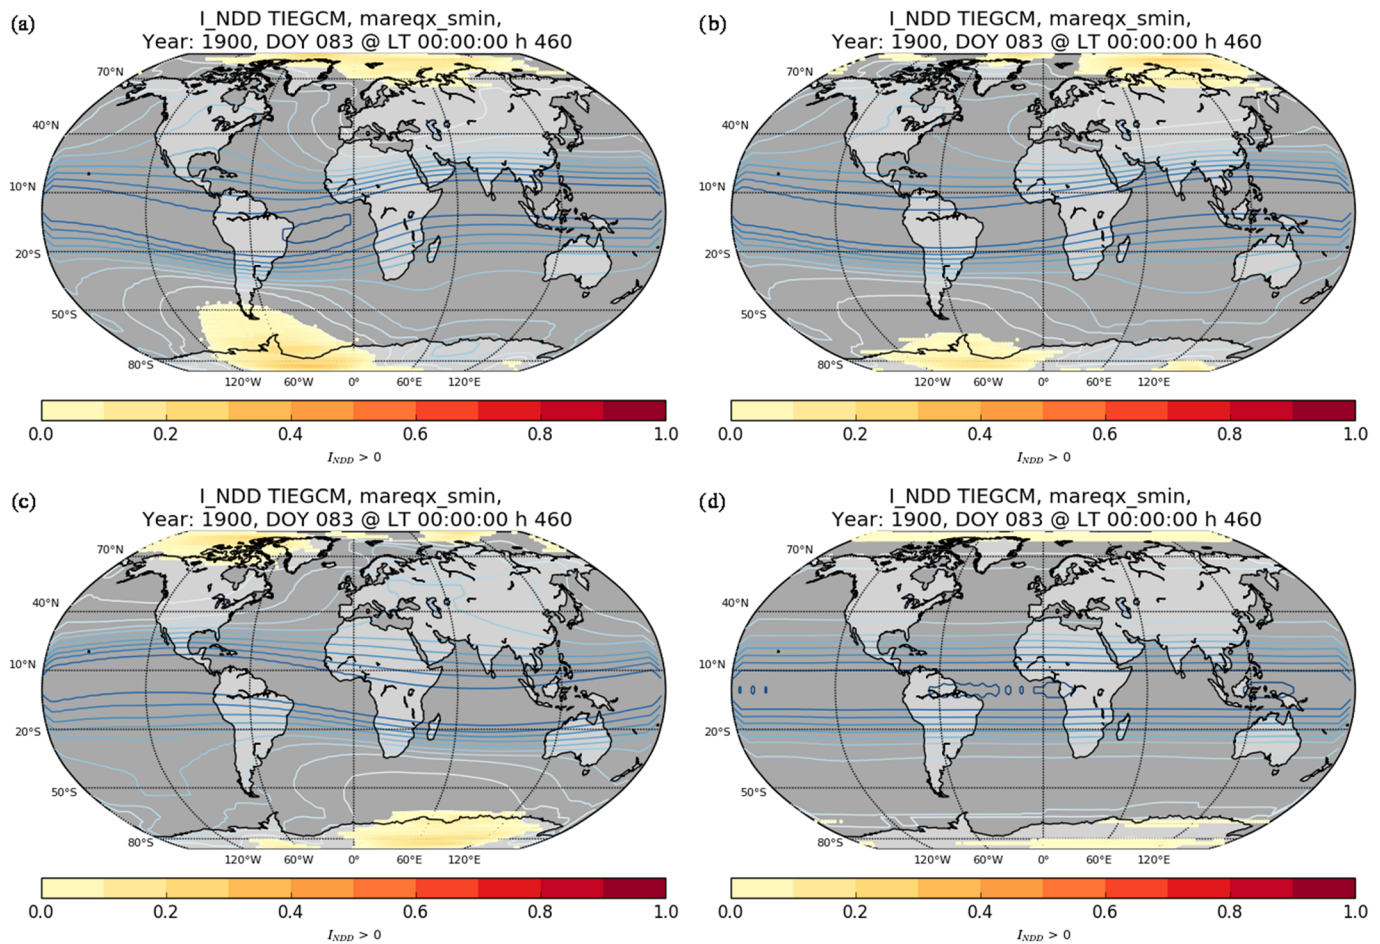 (a)
I_NDD TIEGCM, mareqx_smin,
Year: 1900, DOY 083 @ LT 00:00:00 h 460
70°N
40°N
10°N
20°S
50°S
80°S
120°W 60°W 0° 60°E 120°E
0.0 0.2 0.4 0.6 0.8 1.0
I_NDD > 0
(b)
I_NDD TIEGCM, mareqx_smin,
Year: 1900, DOY 083 @ LT 00:00:00 h 460
70°N
40°N
10°N
20°S
50°S
80°S
120°W 60°W 0° 60°E 120°E
0.0 0.2 0.4 0.6 0.8 1.0
I_NDD > 0
(c)
I_NDD TIEGCM, mareqx_smin,
Year: 1900, DOY 083 @ LT 00:00:00 h 460
70°N
40°N
10°N
20°S
50°S
80°S
120°W 60°W 0° 60°E 120°E
0.0 0.2 0.4 0.6 0.8 1.0
I_NDD > 0
(d)
I_NDD TIEGCM, mareqx_smin,
Year: 1900, DOY 083 @ LT 00:00:00 h 460
70°N
40°N
10°N
20°S
50°S
80°S
120°W 60°W 0° 60°E 120°E
0.0 0.2 0.4 0.6 0.8 1.0
I_NDD > 0